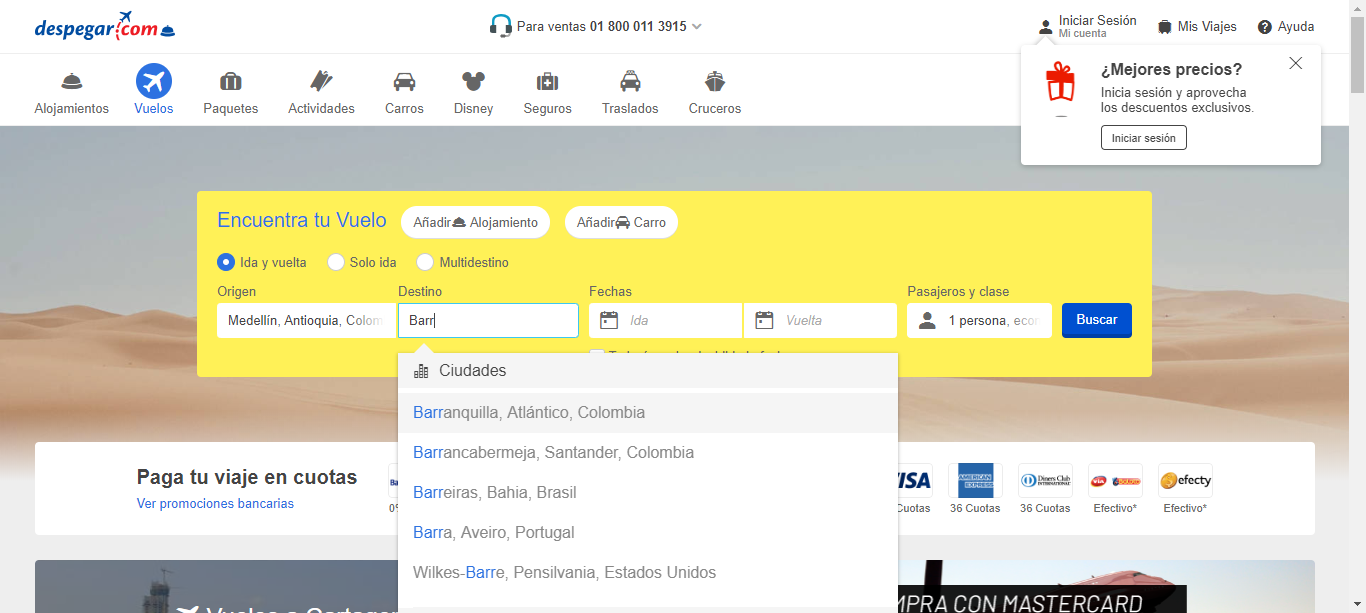 despegar.com
Para ventas 01 800 011 3915
Iniciar Sesión
Mi cuenta
Mis Viajes
Ayuda
¿Mejores precios?
Inicia sesión y aprovecha
los descuentos exclusivos.
Iniciar sesión
Alojamientos
Vuelos
Paquetes
Actividades
Carros
Disney
Seguros
Traslados
Cruceros
Encuentra tu Vuelo
Añadir Alojamiento
Añadir Carro
Ida y vuelta
Solo ida
Multidestino
Origen
Destino
Fechas
Pasajeros y clase
Medellín, Antioquia, Colom
Barr
Ida
Vuelta
1 persona, eco
Buscar
Ciudades
Barranquilla, Atlántico, Colombia
Barrancabermeja, Santander, Colombia
Barreiras, Bahia, Brasil
Barra, Aveiro, Portugal
Wilkes-Barre, Pensilvania, Estados Unidos
Paga tu viaje en cuotas
Ver promociones bancarias
VISA
AMERICAN EXPRESS
Diners Club
INTERNATIONAL
via baloto
efecty
Cuotas
36 Cuotas
36 Cuotas
Efectivo*
Efectivo*
Vuelos a Cartagen
MPRA CON MASTERCARD